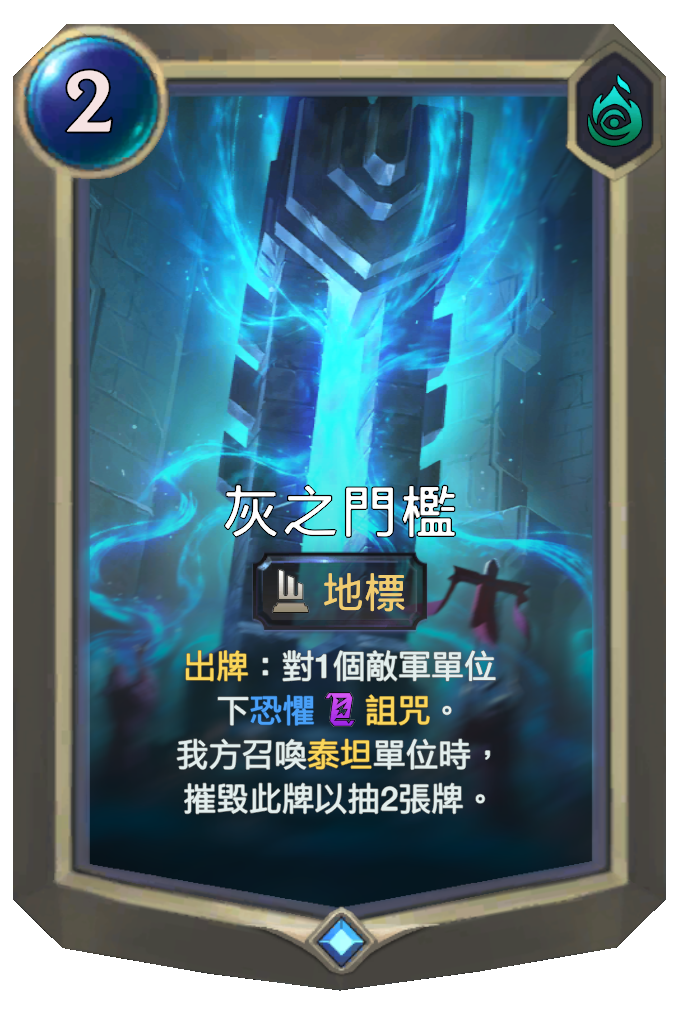 2
灰之門檻
地標
出牌：對1個敵軍單位
下恐懼 詛咒。
我方召喚泰坦單位時，
摧毀此牌以抽2張牌。